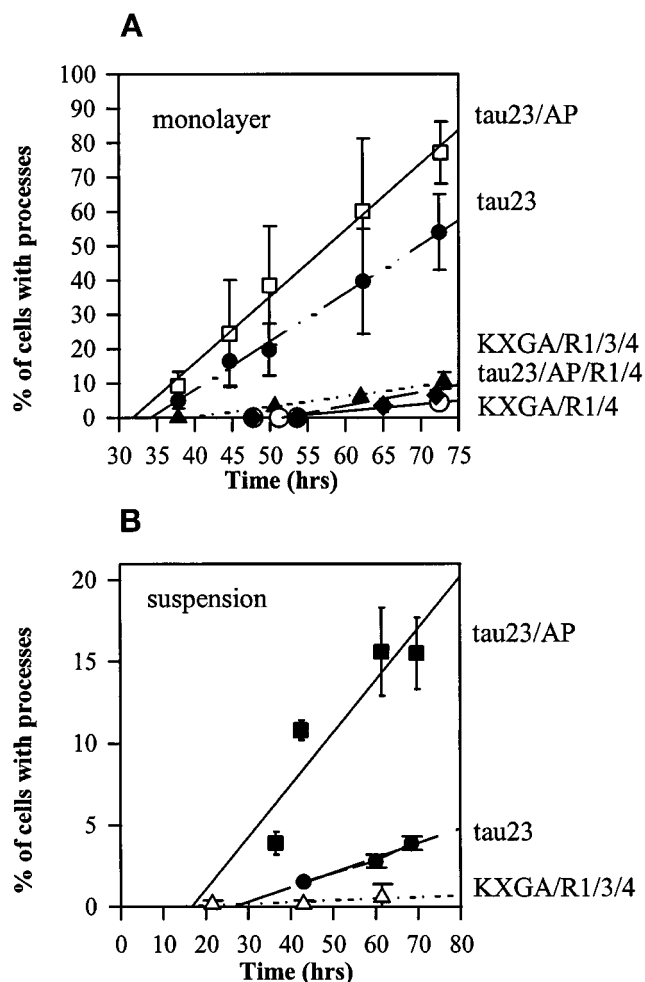 A
100
90
80
70
60
50
40
30
20
10
0
% of cells with processes
monolayer
tau23/AP
tau23
KXGA/R1/3/4
tau23/AP/R1/4
KXGA/R1/4
30 35 45 50 55 60 65 70 75
Time (hrs)
B
20
15
10
5
0
% of cells with processes
suspension
tau23/AP
tau23
KXGA/R1/3/4
0 10 20 30 40 50 60 70 80
Time (hrs)